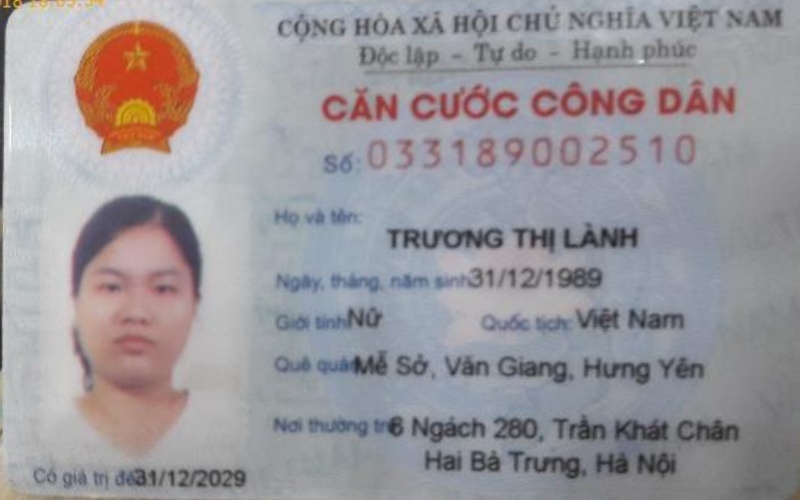 CỘNG HÒA XÃ HỘI CHỦ NGHĨA VIỆT NAM
Độc lập - Tự do - Hạnh phúc
CĂN CƯỚC CÔNG DÂN
Số: 033189002510
Họ và tên:
TRƯƠNG THỊ LÀNH
Ngày, tháng, năm sinh 31/12/1989
Giới tính Nữ Quốc tịch: Việt Nam
Quê quán Mễ Sở, Văn Giang, Hưng Yên
Nơi thường trú 6 Ngách 280, Trần Khát Chân
Hai Bà Trưng, Hà Nội
Có giá trị đến 31/12/2029